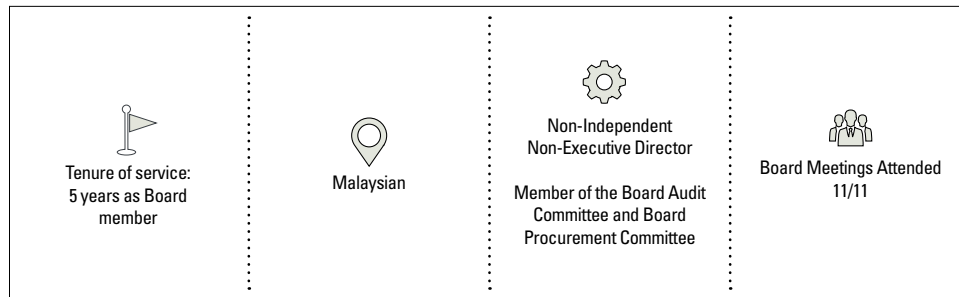 Tenure of service:
5 years as Board
member
Malaysian
Non-Independent
Non-Executive Director
Member of the Board Audit
Committee and Board
Procurement Committee
Board Meetings Attended
11/11